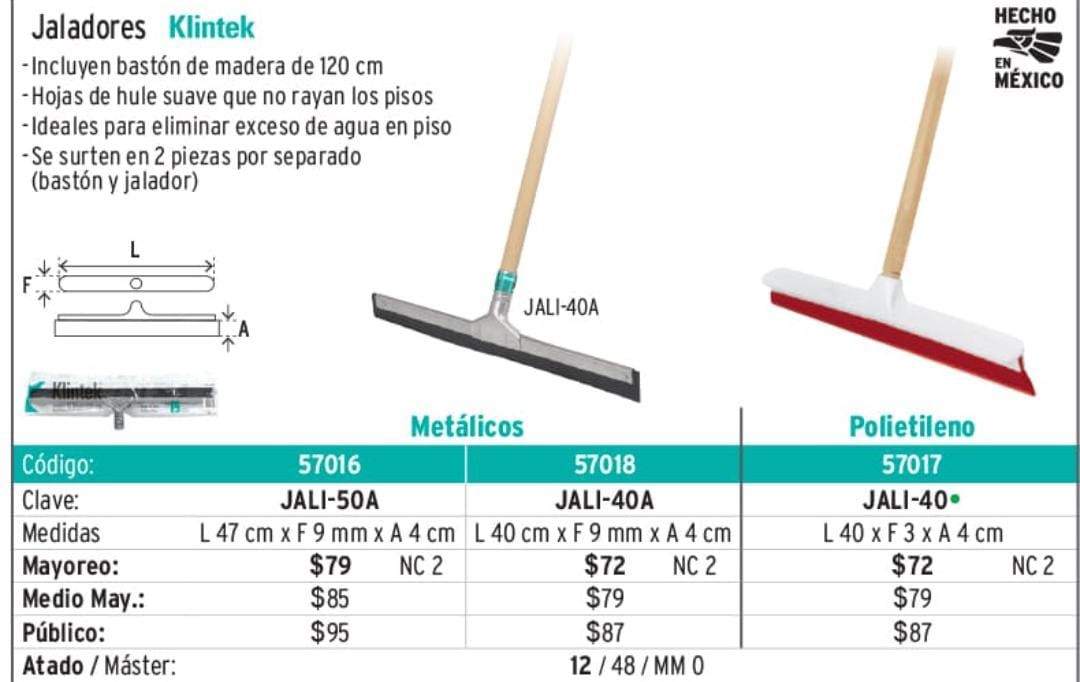 Jaladores Klintek
HECHO
EN
MÉXICO
-Incluyen bastón de madera de 120 cm
-Hojas de hule suave que no rayan los pisos
-Ideales para eliminar exceso de agua en piso
-Se surten en 2 piezas por separado
(bastón y jalador)
L
F
A
JALI-40A
Klintek
Metálicos Polietileno
Código: 57016 57018 57017
Clave: JALI-50A JALI-40A JALI-40•
Medidas L 47 cm x F 9 mm x A 4 cm L 40 cm x F 9 mm x A 4 cm L 40 x F 3 x A 4 cm
Mayoreo: $79 NC 2 $72 NC 2 $72 NC 2
Medio May.: $85 $79 $79
Público: $95 $87 $87
Atado / Máster: 12 / 48 / MM 0